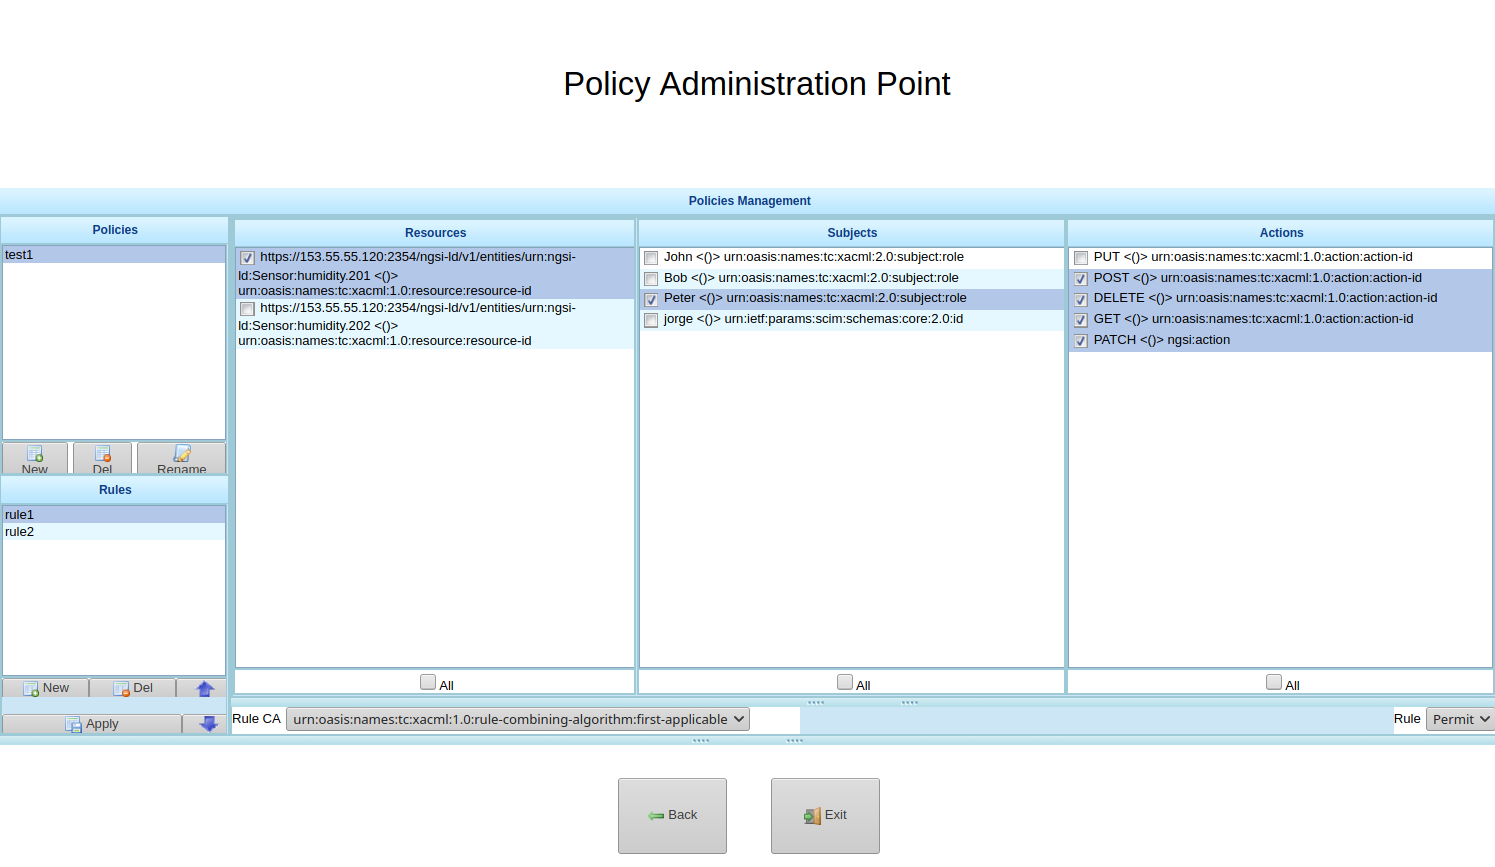 Policy Administration Point
Policies Management
Policies
test1
New
Del
Rename
Rules
rule1
rule2
New
Del
Apply
Resources
https://153.55.55.120:2354/ngsi-ld/v1/entities/urn:ngsi-
ld:Sensor:humidity.201 <()>
urn:oasis:names:tc:xacml:1.0:resource:resource-id
https://153.55.55.120:2354/ngsi-ld/v1/entities/urn:ngsi-
ld:Sensor:humidity.202 <()>
urn:oasis:names:tc:xacml:1.0:resource:resource-id
All
Subjects
John <()> urn:oasis:names:tc:xacml:2.0:subject:role
Bob <()> urn:oasis:names:tc:xacml:2.0:subject:role
Peter <()> urn:oasis:names:tc:xacml:2.0:subject:role
jorge <()> urn:ietf:params:scim:schemas:core:2.0:id
All
Actions
PUT <()> urn:oasis:names:tc:xacml:1.0:action:action-id
POST <()> urn:oasis:names:tc:xacml:1.0:action:action-id
DELETE <()> urn:oasis:names:tc:xacml:1.0:action:action-id
GET <()> urn:oasis:names:tc:xacml:1.0:action:action-id
PATCH <()> ngsi:action
All
Rule CA urn:oasis:names:tc:xacml:1.0:rule-combining-algorithm:first-applicable
Rule Permit
Back
Exit